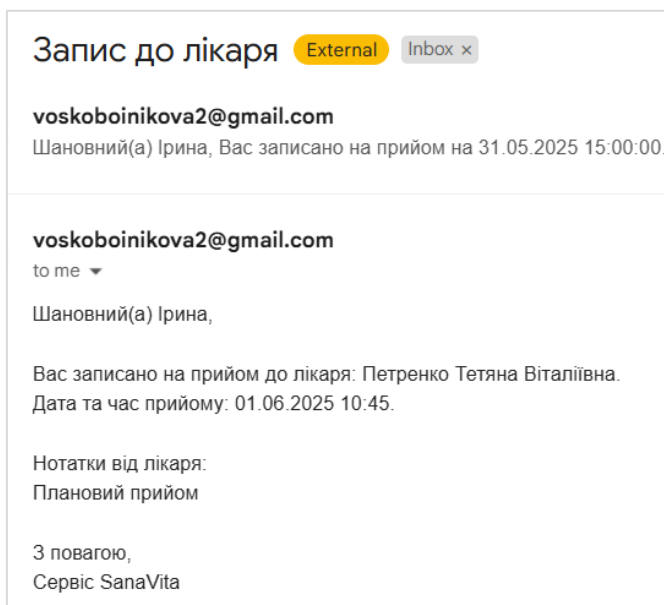 Запис до лікаря External Inbox ×
voskoboinikova2@gmail.com
Шановний(а) Ірина, Вас записано на прийом на 31.05.2025 15:00:00.
voskoboinikova2@gmail.com
to me
Шановний(а) Ірина,
Вас записано на прийом до лікаря: Петренко Тетяна Віталіївна.
Дата та час прийому: 01.06.2025 10:45.
Нотатки від лікаря:
Плановий прийом
З повагою,
Сервіс SanaVita